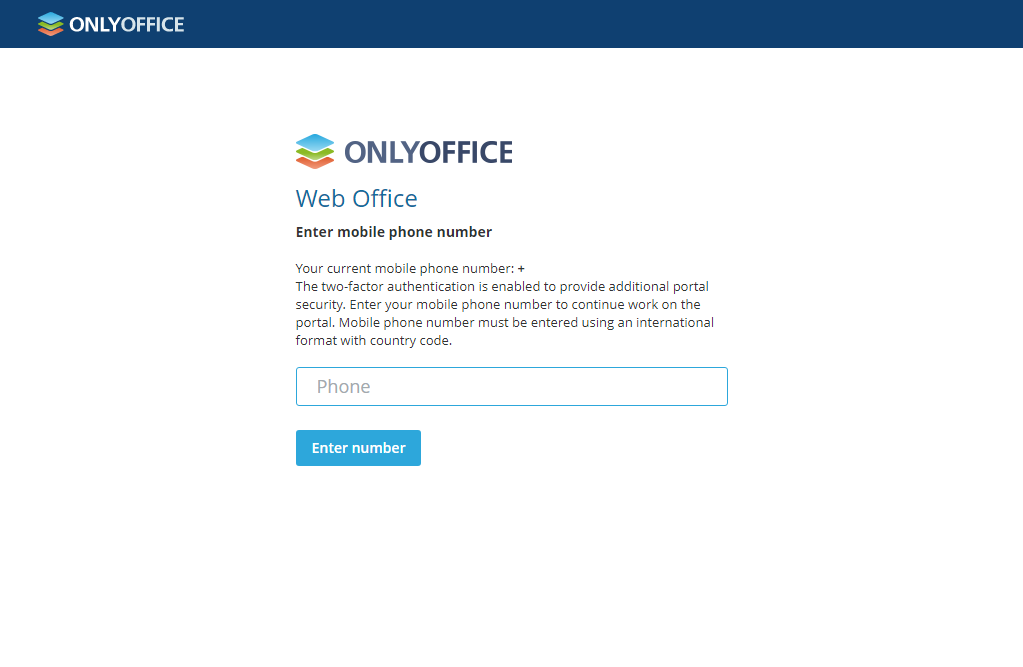 ONLYOFFICE
ONLYOFFICE
Web Office
Enter mobile phone number
Your current mobile phone number: +
The two-factor authentication is enabled to provide additional portal
security. Enter your mobile phone number to continue work on the
portal. Mobile phone number must be entered using an international
format with country code.
Phone
Enter number